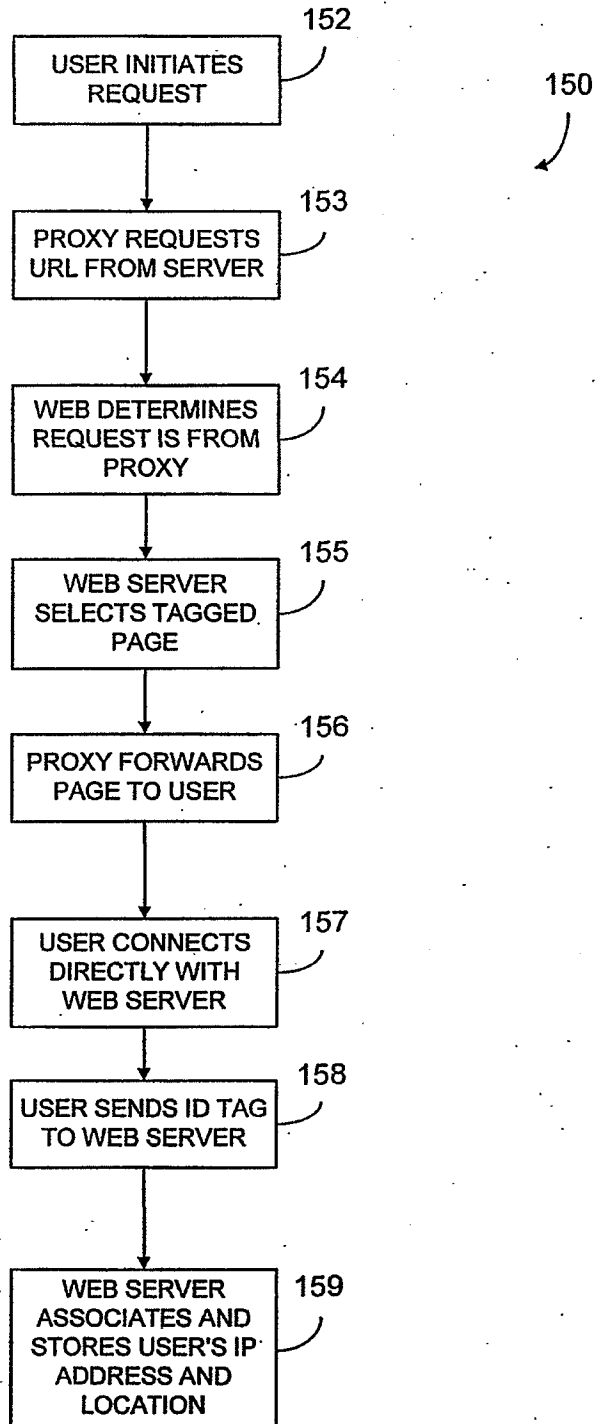 152
USER INITIATES
REQUEST
150
153
PROXY REQUESTS
URL FROM SERVER
154
WEB DETERMINES
REQUEST IS FROM
PROXY
155
WEB SERVER
SELECTS TAGGED
PAGE
156
PROXY FORWARDS
PAGE TO USER
157
USER CONNECTS
DIRECTLY WITH
WEB SERVER
158
USER SENDS ID TAG
TO WEB SERVER
159
WEB SERVER
ASSOCIATES AND
STORES USER'S IP
ADDRESS AND
LOCATION